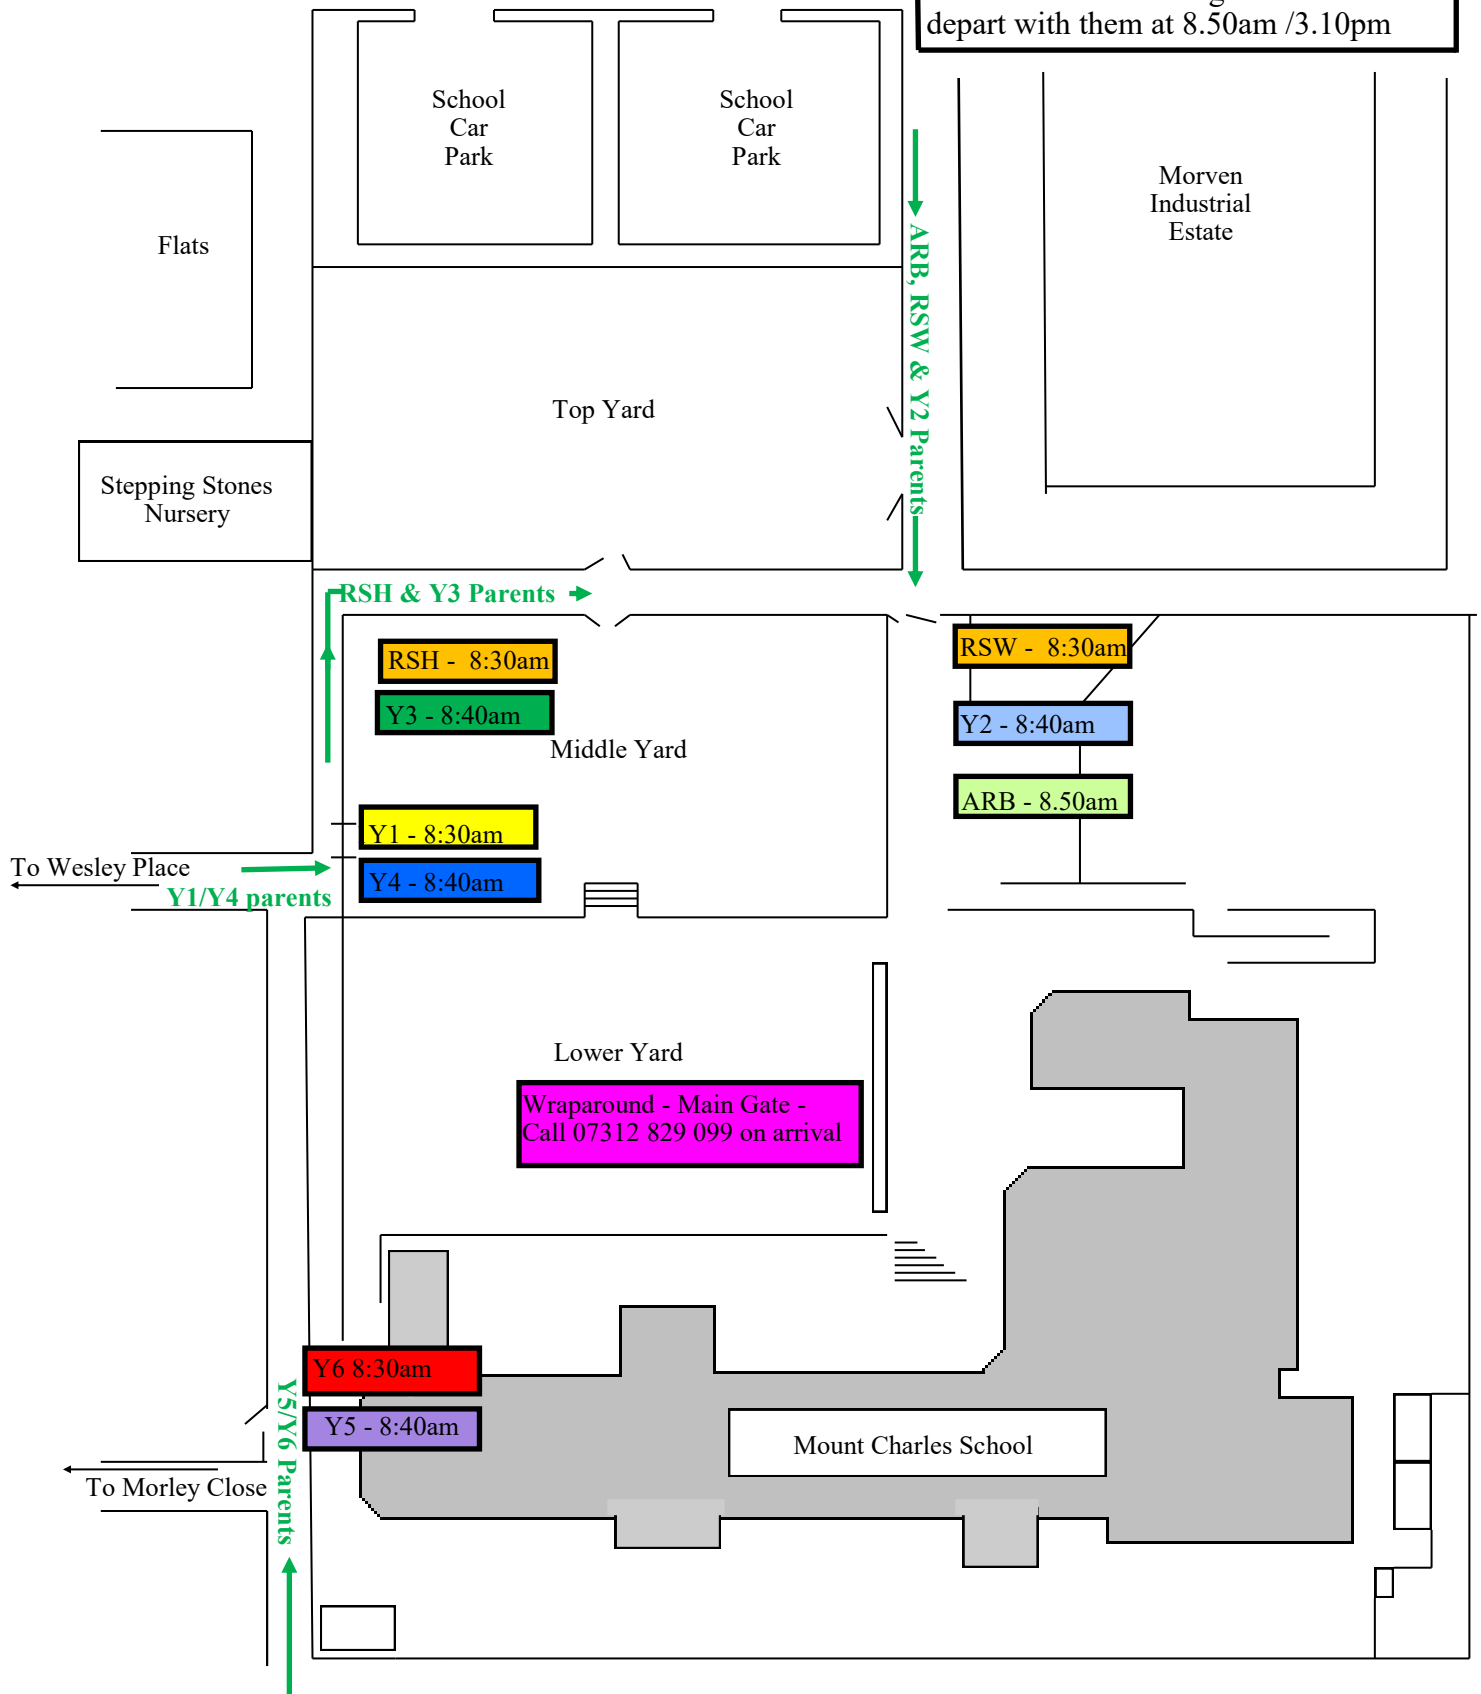 depart with them at 8.50am /3.10pm
School
Car
Park
School
Car
Park
Morven
Industrial
Estate
Flats
ARB, RSW & Y2 Parents
Top Yard
Stepping Stones
Nursery
RSH & Y3 Parents
RSH -  8:30am
RSW -  8:30am
Y3 - 8:40am
Y2 - 8:40am
Middle Yard
ARB - 8.50am
Y1 - 8:30am
To Wesley Place
Y4 - 8:40am
Y1/Y4 parents
Lower Yard
Wraparound - Main Gate -
Call 07312 829 099 on arrival
Y6 8:30am
Y5 - 8:40am
Y5/Y6 Parents
Mount Charles School
To Morley Close